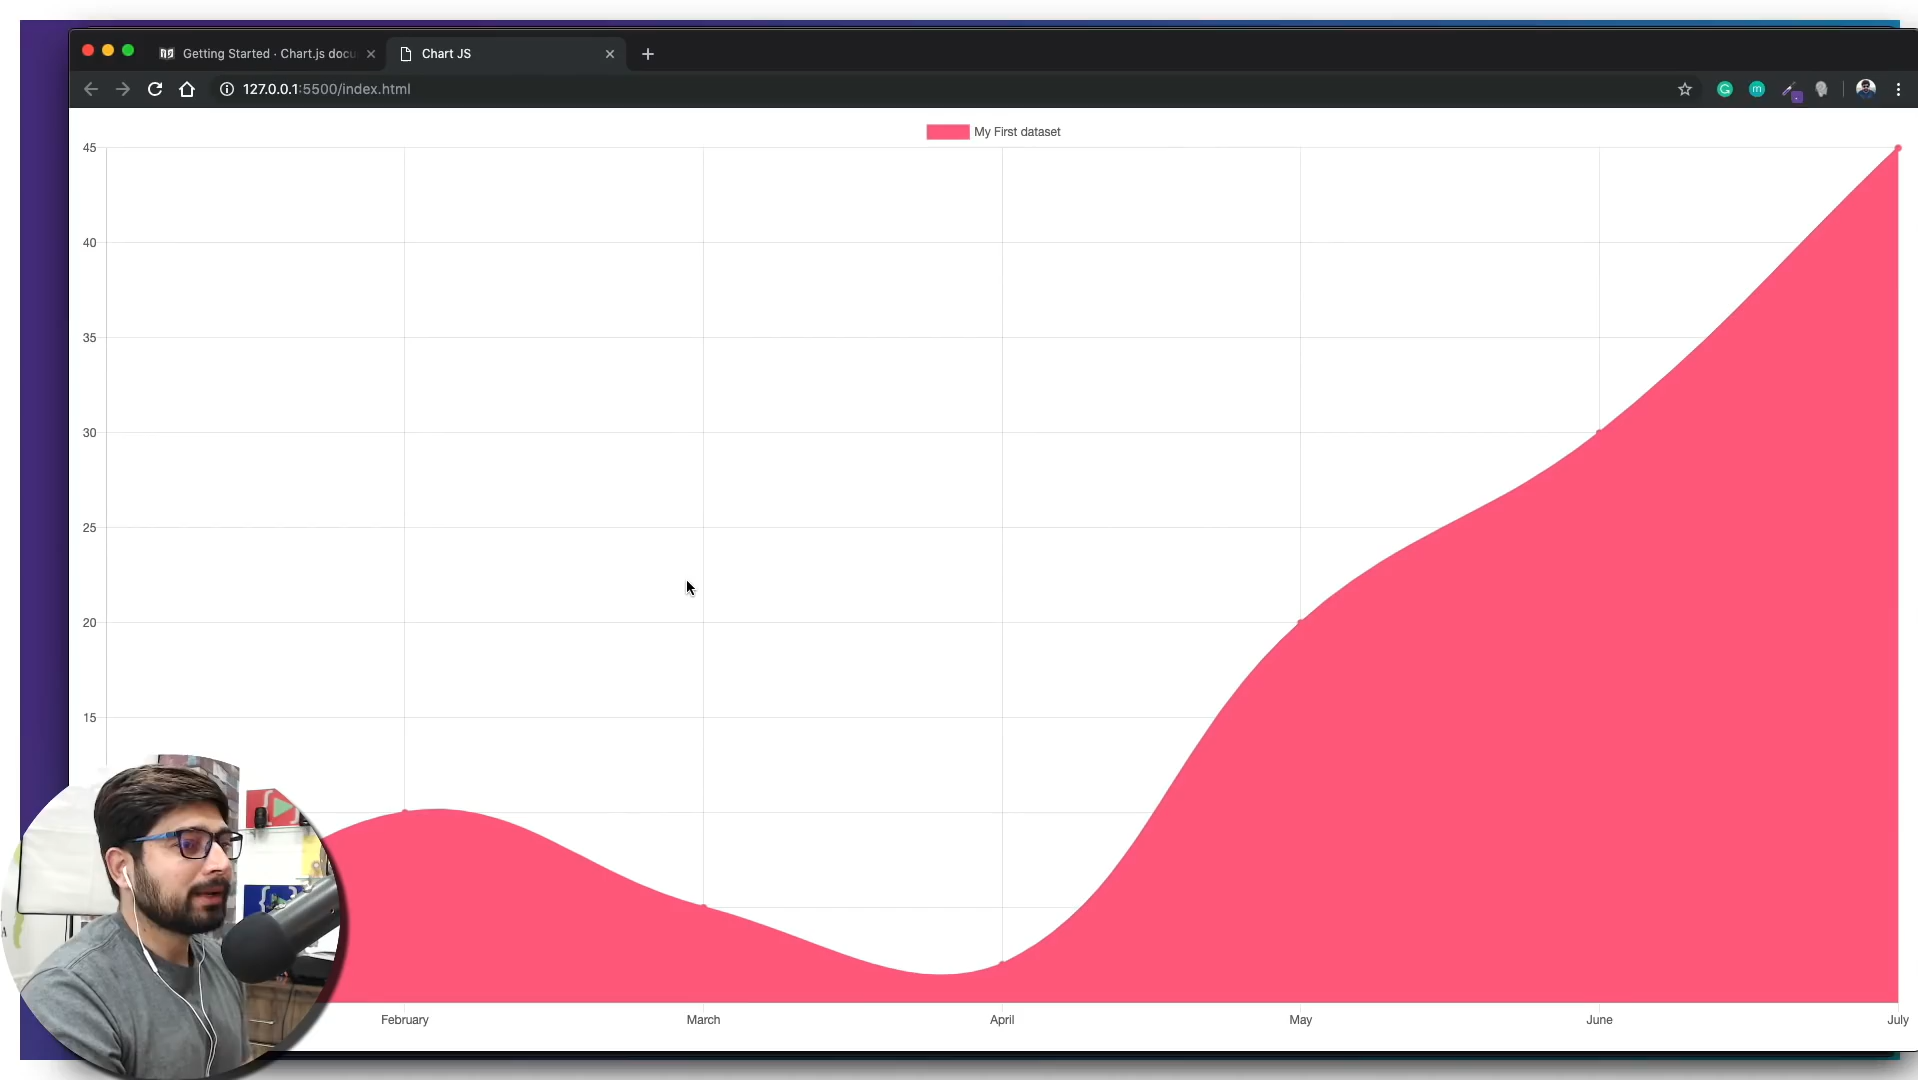 Getting Started · Chart.js docu
Chart JS
127.0.0.1:5500/index.html
My First dataset
45
40
35
30
25
20
15
February
March
April
May
June
July